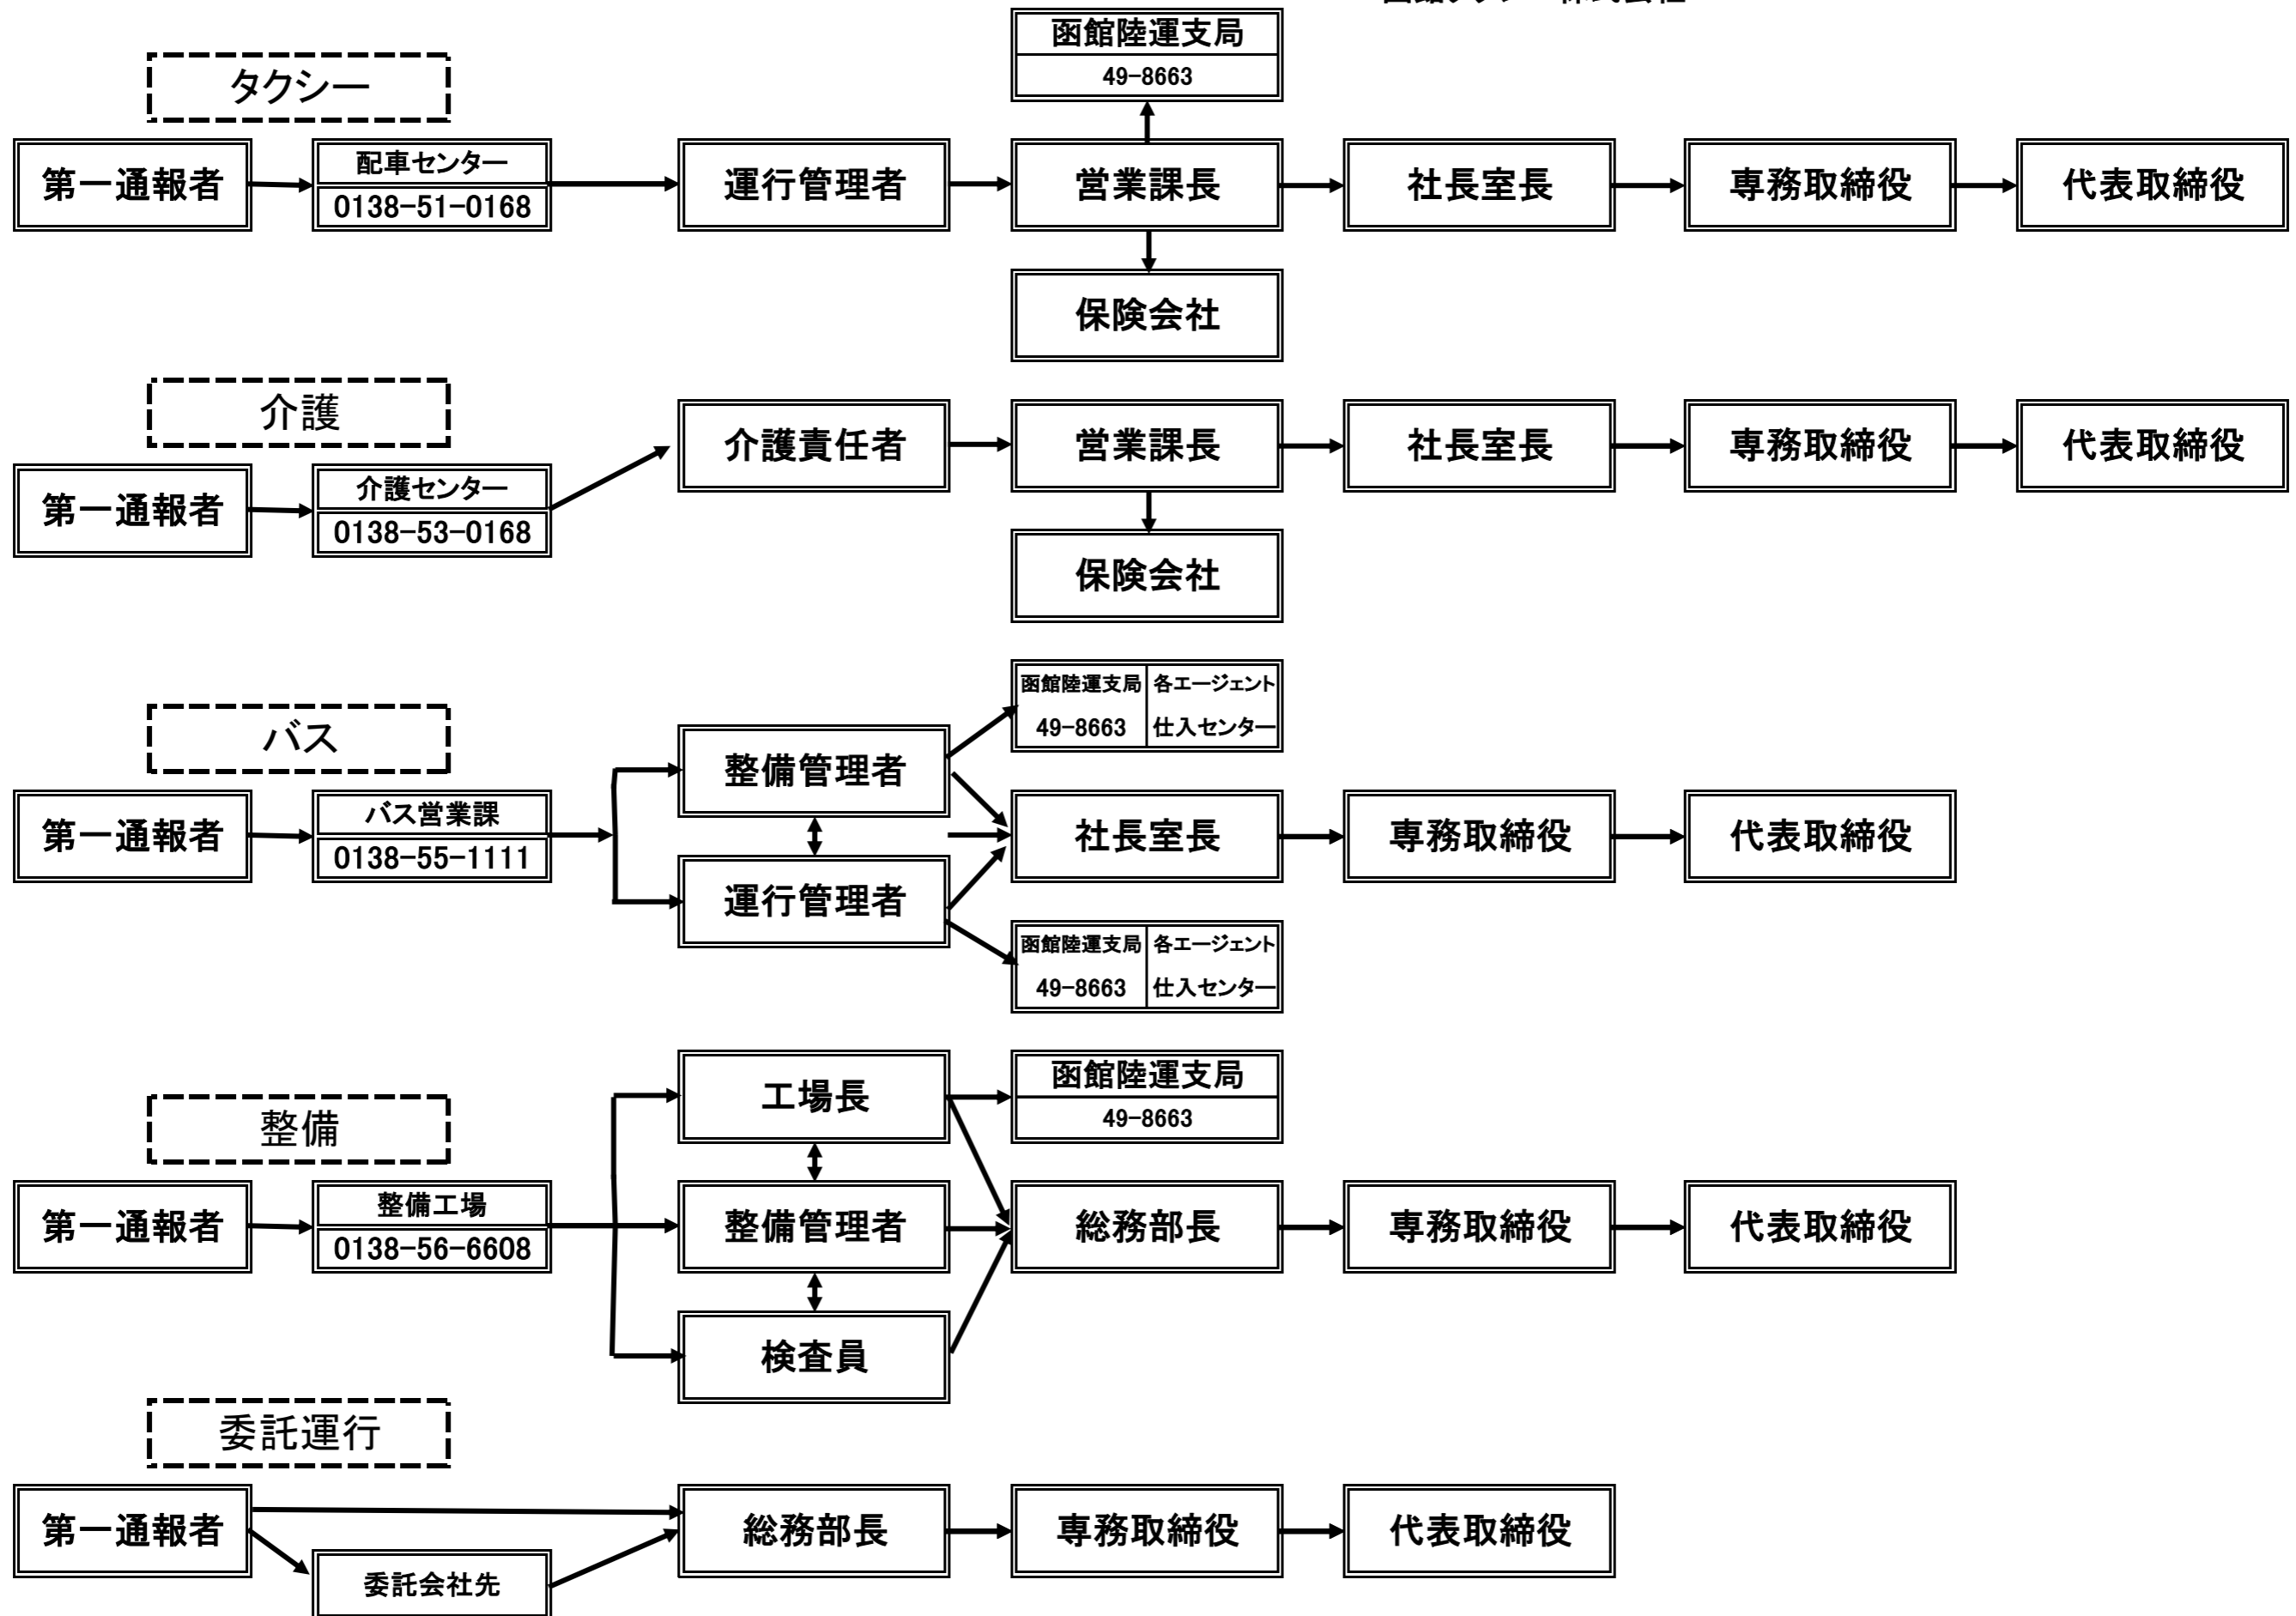 函館陸運支局
49-8663
タクシー
第一通報者
配車センター
0138-51-0168
運行管理者
営業課長
社長室長
専務取締役
代表取締役
保険会社
介護
第一通報者
介護センター
0138-53-0168
介護責任者
営業課長
社長室長
専務取締役
代表取締役
保険会社
バス
第一通報者
バス営業課
0138-55-1111
整備管理者
運行管理者
函館陸運支局
49-8663
各エージェント
仕入センター
社長室長
専務取締役
代表取締役
函館陸運支局
49-8663
各エージェント
仕入センター
整備
第一通報者
整備工場
0138-56-6608
工場長
整備管理者
検査員
函館陸運支局
49-8663
総務部長
専務取締役
代表取締役
委託運行
第一通報者
委託会社先
総務部長
専務取締役
代表取締役